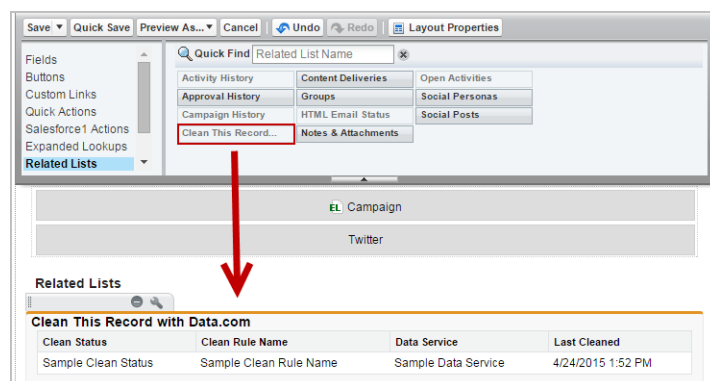 Save Quick Save Preview As... Cancel Undo Redo Layout Properties
Fields
Buttons
Custom Links
Quick Actions
Salesforce1 Actions
Expanded Lookups
Related Lists
Quick Find Related List Name
Activity History Content Deliveries Open Activities
Approval History Groups Social Personas
Campaign History HTML Email Status Social Posts
Clean This Record... Notes & Attachments
EL Campaign
Twitter
Related Lists
Clean This Record with Data.com
Clean Status Clean Rule Name Data Service Last Cleaned
Sample Clean Status Sample Clean Rule Name Sample Data Service 4/24/2015 1:52 PM